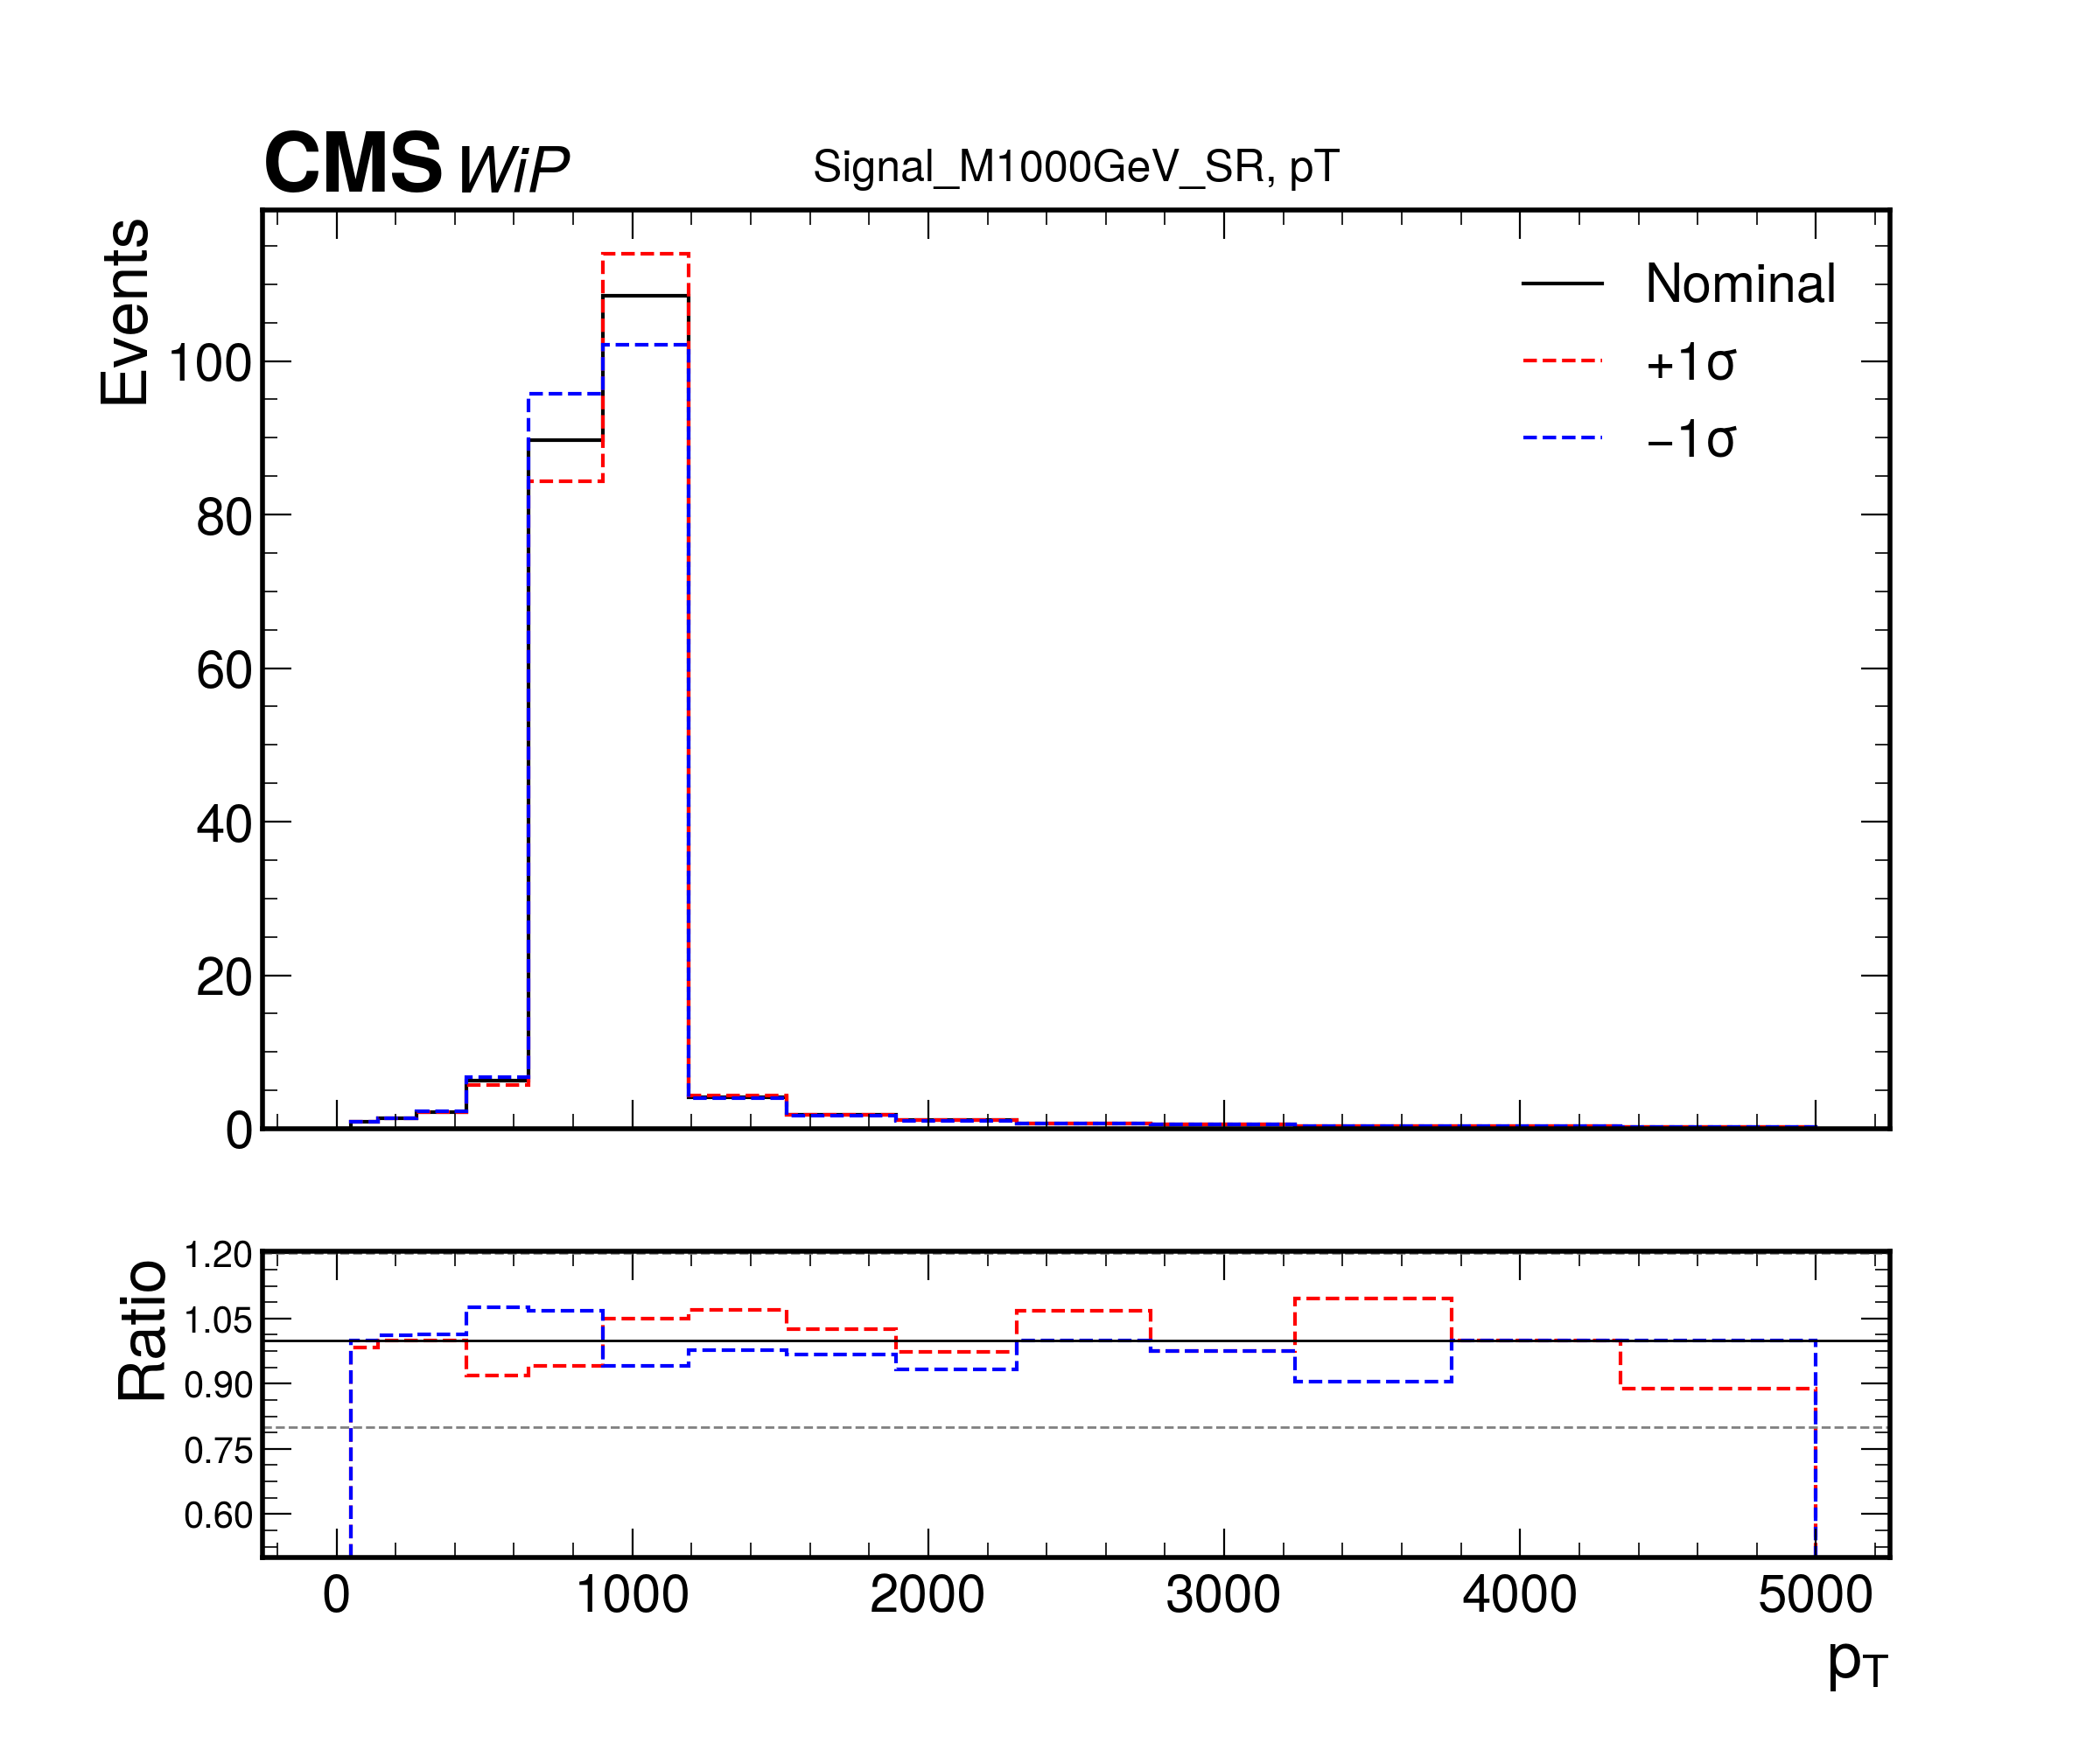 CMS WiP Signal_M1000GeV_SR, pT
Events
Nominal
+1σ
−1σ
100
80
60
40
20
0
Ratio
1.20
1.05
0.90
0.75
0.60
0 1000 2000 3000 4000 5000
pT